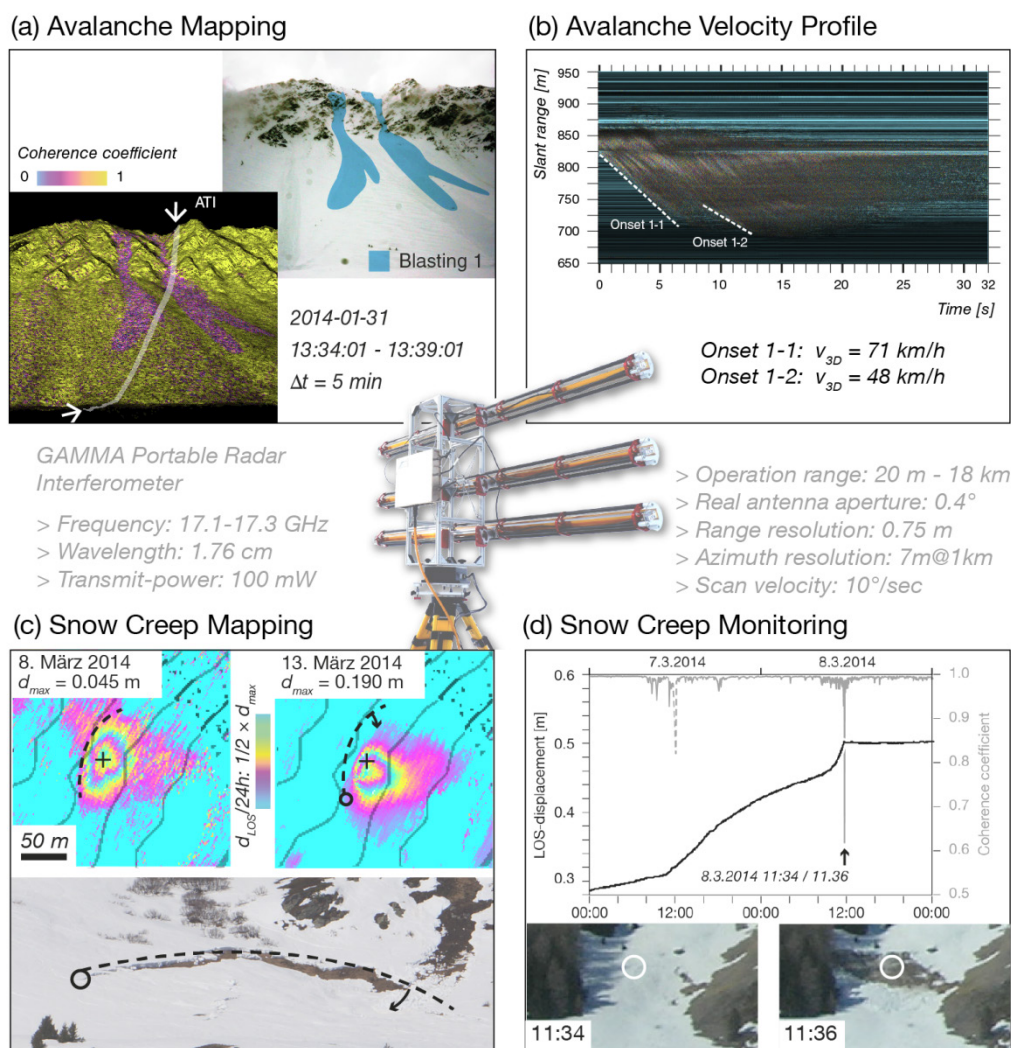 (a) Avalanche Mapping
Coherence coefficient
0 1
ATI
Blasting 1
2014-01-31
13:34:01 - 13:39:01
Δt = 5 min
(b) Avalanche Velocity Profile
Slant range [m]
950
900
850
800
750
700
650
Onset 1-1
Onset 1-2
0 5 10 15 20 25 30 32
Time [s]
Onset 1-1: v3D = 71 km/h
Onset 1-2: v3D = 48 km/h
GAMMA Portable Radar
Interferometer
> Frequency: 17.1-17.3 GHz
> Wavelength: 1.76 cm
> Transmit-power: 100 mW
> Operation range: 20 m - 18 km
> Real antenna aperture: 0.4°
> Range resolution: 0.75 m
> Azimuth resolution: 7m@1km
> Scan velocity: 10°/sec
(c) Snow Creep Mapping
8. März 2014
dmax = 0.045 m
50 m
dLOS/24h: 1/2 × dmax
13. März 2014
dmax = 0.190 m
(d) Snow Creep Monitoring
7.3.2014 8.3.2014
LOS-displacement [m]
0.6
0.5
0.4
0.3
1.0
0.9
0.8
0.7
0.6
0.5
Coherence coefficient
8.3.2014 11:34 / 11.36
00:00 12:00 00:00 12:00 00:00
11:34
11:36